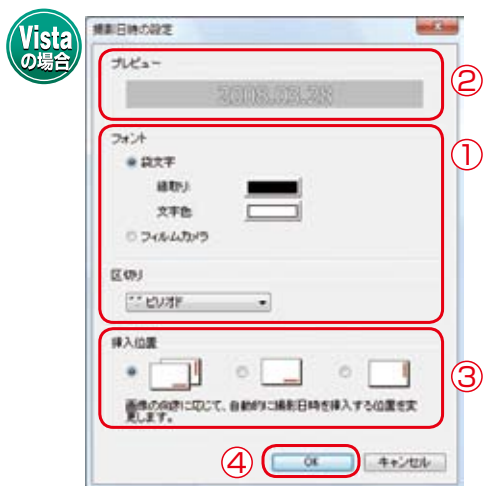 Vista
の場合
撮影日時の設定
プレビュー
2008.03.28
②
フォント
①
袋文字
縁取り:
文字色:
フィルムカメラ
区切り
"." ピリオド
挿入位置
③
画像の向きに応じて、自動的に撮影日時を挿入する位置を変
更します。
④
OK
キャンセル